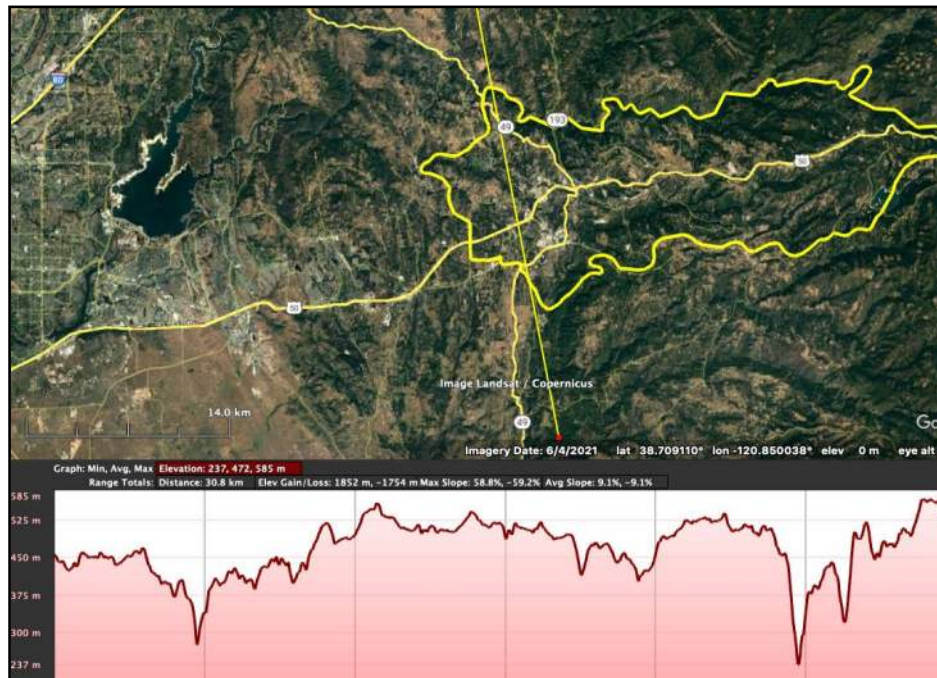 80
49
193
50
50
Image Landsat / Copernicus
14.0 km
49
Goo
Imagery Date: 6/4/2021 lat 38.709110° lon -120.850038° elev 0 m eye alt
Graph: Min, Avg, Max Elevation: 237, 472, 585 m
Range Totals: Distance: 30.8 km Elev Gain/Loss: 1852 m, -1754 m Max Slope: 58.8%, -59.2% Avg Slope: 9.1%, -9.1%
585 m
525 m
450 m
375 m
300 m
237 m